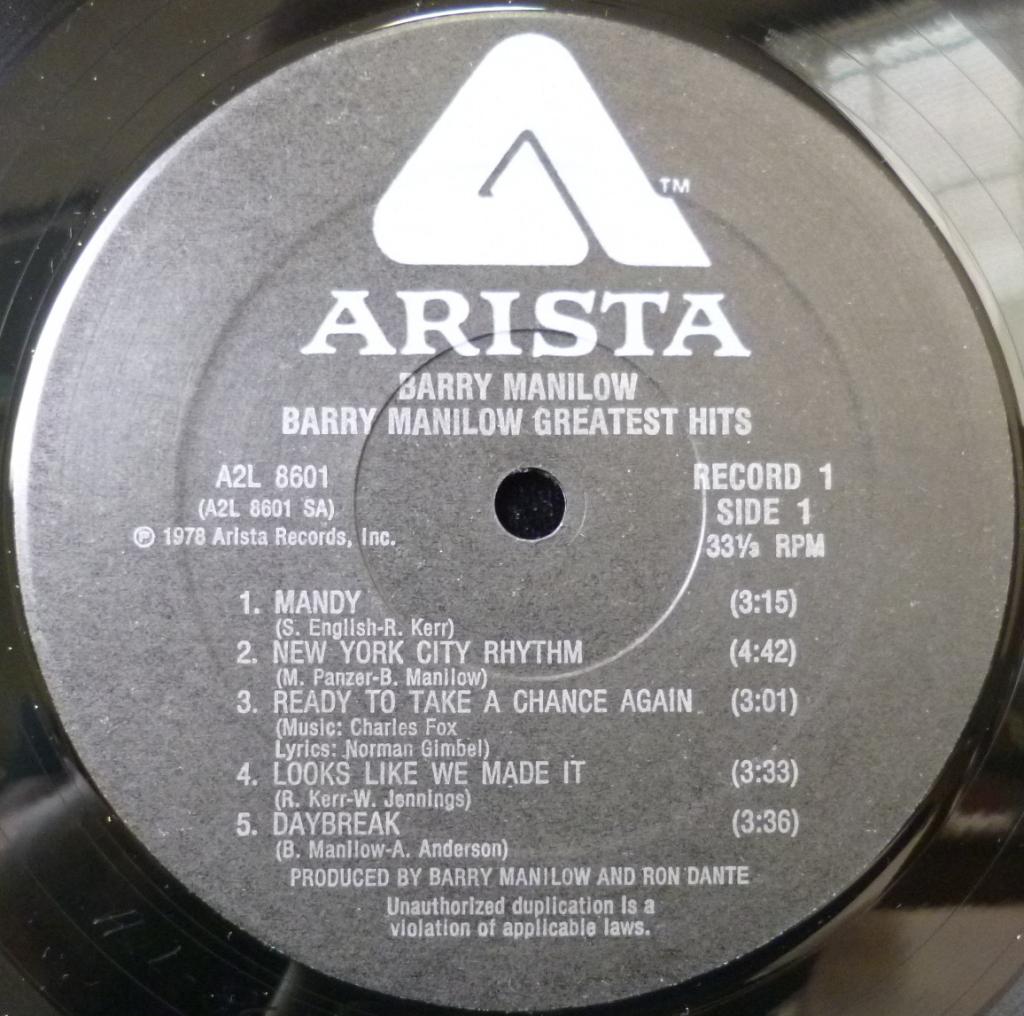 TM
ARISTA
BARRY MANILOW
BARRY MANILOW GREATEST HITS
A2L 8601
(A2L 8601 SA)
℗ 1978 Arista Records, Inc.
RECORD 1
SIDE 1
33⅓ RPM
1. MANDY (3:15)
(S. English-R. Kerr)
2. NEW YORK CITY RHYTHM (4:42)
(M. Panzer-B. Manilow)
3. READY TO TAKE A CHANCE AGAIN (3:01)
(Music: Charles Fox
Lyrics: Norman Gimbel)
4. LOOKS LIKE WE MADE IT (3:33)
(R. Kerr-W. Jennings)
5. DAYBREAK (3:36)
(B. Manilow-A. Anderson)
PRODUCED BY BARRY MANILOW AND RON DANTE
Unauthorized duplication is a
violation of applicable laws.